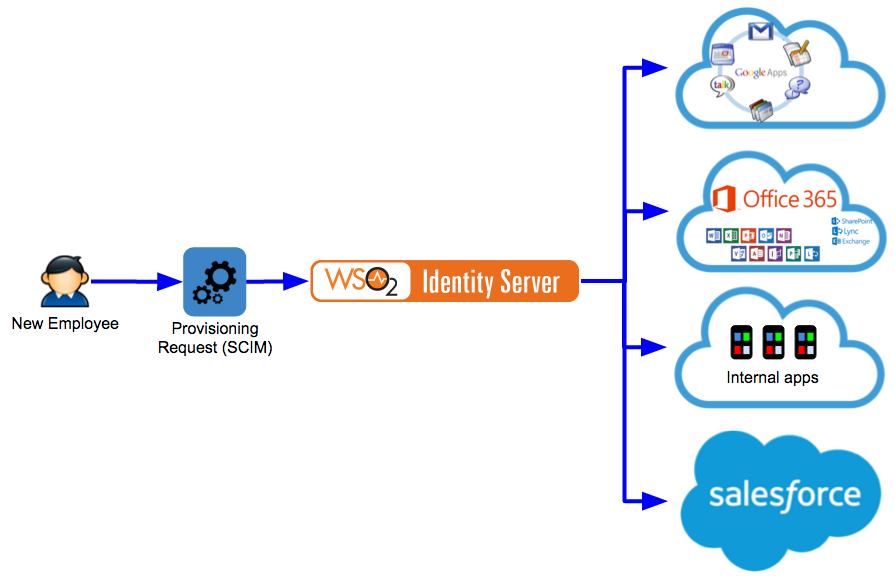 New Employee
Provisioning
Request (SCIM)
WSO2 Identity Server
Google Apps
talk
?
Office 365
SharePoint
Lync
Exchange
W X P O N
V A I P L
Internal apps
salesforce